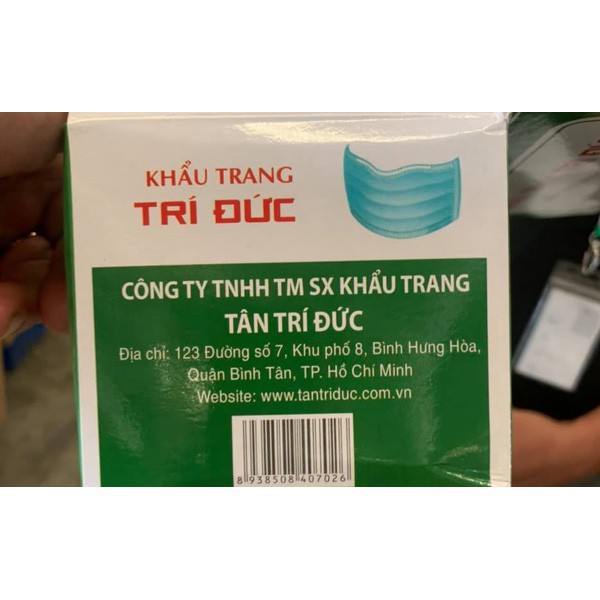 KHẨU TRANG
TRÍ ĐỨC
CÔNG TY TNHH TM SX KHẨU TRANG
TÂN TRÍ ĐỨC
Địa chỉ: 123 Đường số 7, Khu phố 8, Bình Hưng Hòa,
Quận Bình Tân, TP. Hồ Chí Minh
Website: www.tantriduc.com.vn
8 938508 407026